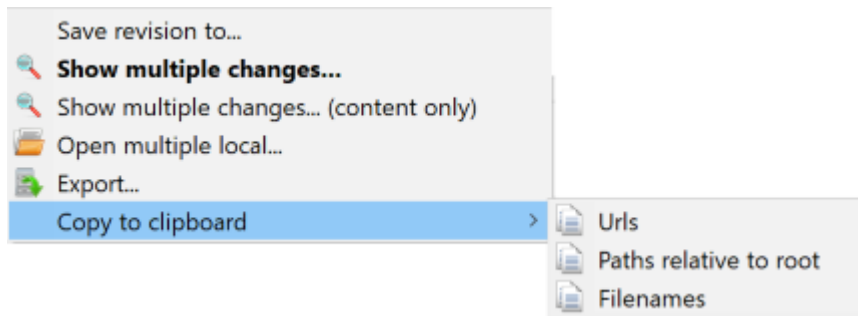 Save revision to...
Show multiple changes...
Show multiple changes... (content only)
Open multiple local...
Export...
Copy to clipboard
Urls
Paths relative to root
Filenames